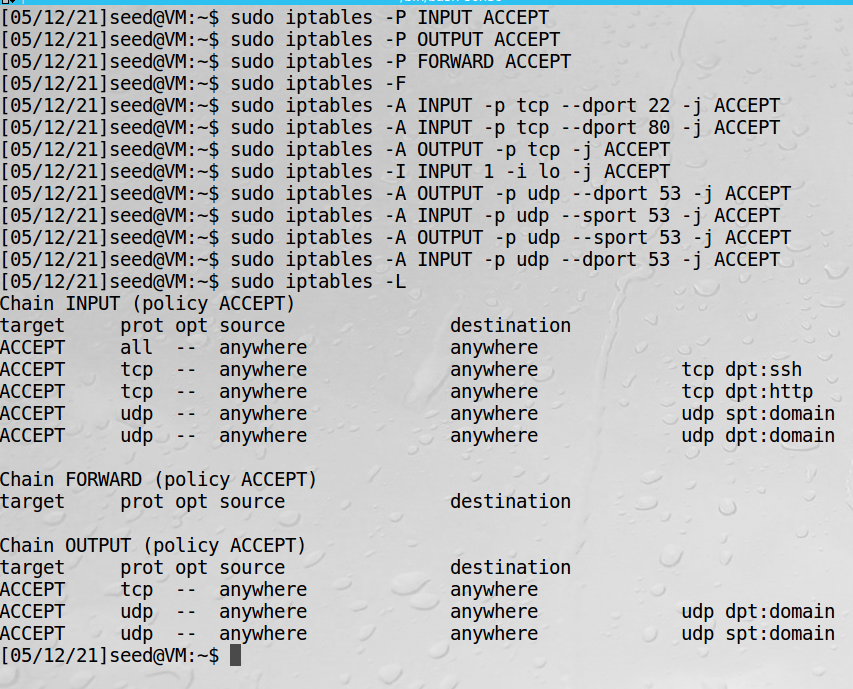 [05/12/21]seed@VM:~$ sudo iptables -P INPUT ACCEPT
[05/12/21]seed@VM:~$ sudo iptables -P OUTPUT ACCEPT
[05/12/21]seed@VM:~$ sudo iptables -P FORWARD ACCEPT
[05/12/21]seed@VM:~$ sudo iptables -F
[05/12/21]seed@VM:~$ sudo iptables -A INPUT -p tcp --dport 22 -j ACCEPT
[05/12/21]seed@VM:~$ sudo iptables -A INPUT -p tcp --dport 80 -j ACCEPT
[05/12/21]seed@VM:~$ sudo iptables -A OUTPUT -p tcp -j ACCEPT
[05/12/21]seed@VM:~$ sudo iptables -I INPUT 1 -i lo -j ACCEPT
[05/12/21]seed@VM:~$ sudo iptables -A OUTPUT -p udp --dport 53 -j ACCEPT
[05/12/21]seed@VM:~$ sudo iptables -A INPUT -p udp --sport 53 -j ACCEPT
[05/12/21]seed@VM:~$ sudo iptables -A OUTPUT -p udp --sport 53 -j ACCEPT
[05/12/21]seed@VM:~$ sudo iptables -A INPUT -p udp --dport 53 -j ACCEPT
[05/12/21]seed@VM:~$ sudo iptables -L
Chain INPUT (policy ACCEPT)
target     prot opt source               destination
ACCEPT     all  --  anywhere             anywhere
ACCEPT     tcp  --  anywhere             anywhere             tcp dpt:ssh
ACCEPT     tcp  --  anywhere             anywhere             tcp dpt:http
ACCEPT     udp  --  anywhere             anywhere             udp spt:domain
ACCEPT     udp  --  anywhere             anywhere             udp dpt:domain

Chain FORWARD (policy ACCEPT)
target     prot opt source               destination

Chain OUTPUT (policy ACCEPT)
target     prot opt source               destination
ACCEPT     tcp  --  anywhere             anywhere
ACCEPT     udp  --  anywhere             anywhere             udp dpt:domain
ACCEPT     udp  --  anywhere             anywhere             udp spt:domain
[05/12/21]seed@VM:~$